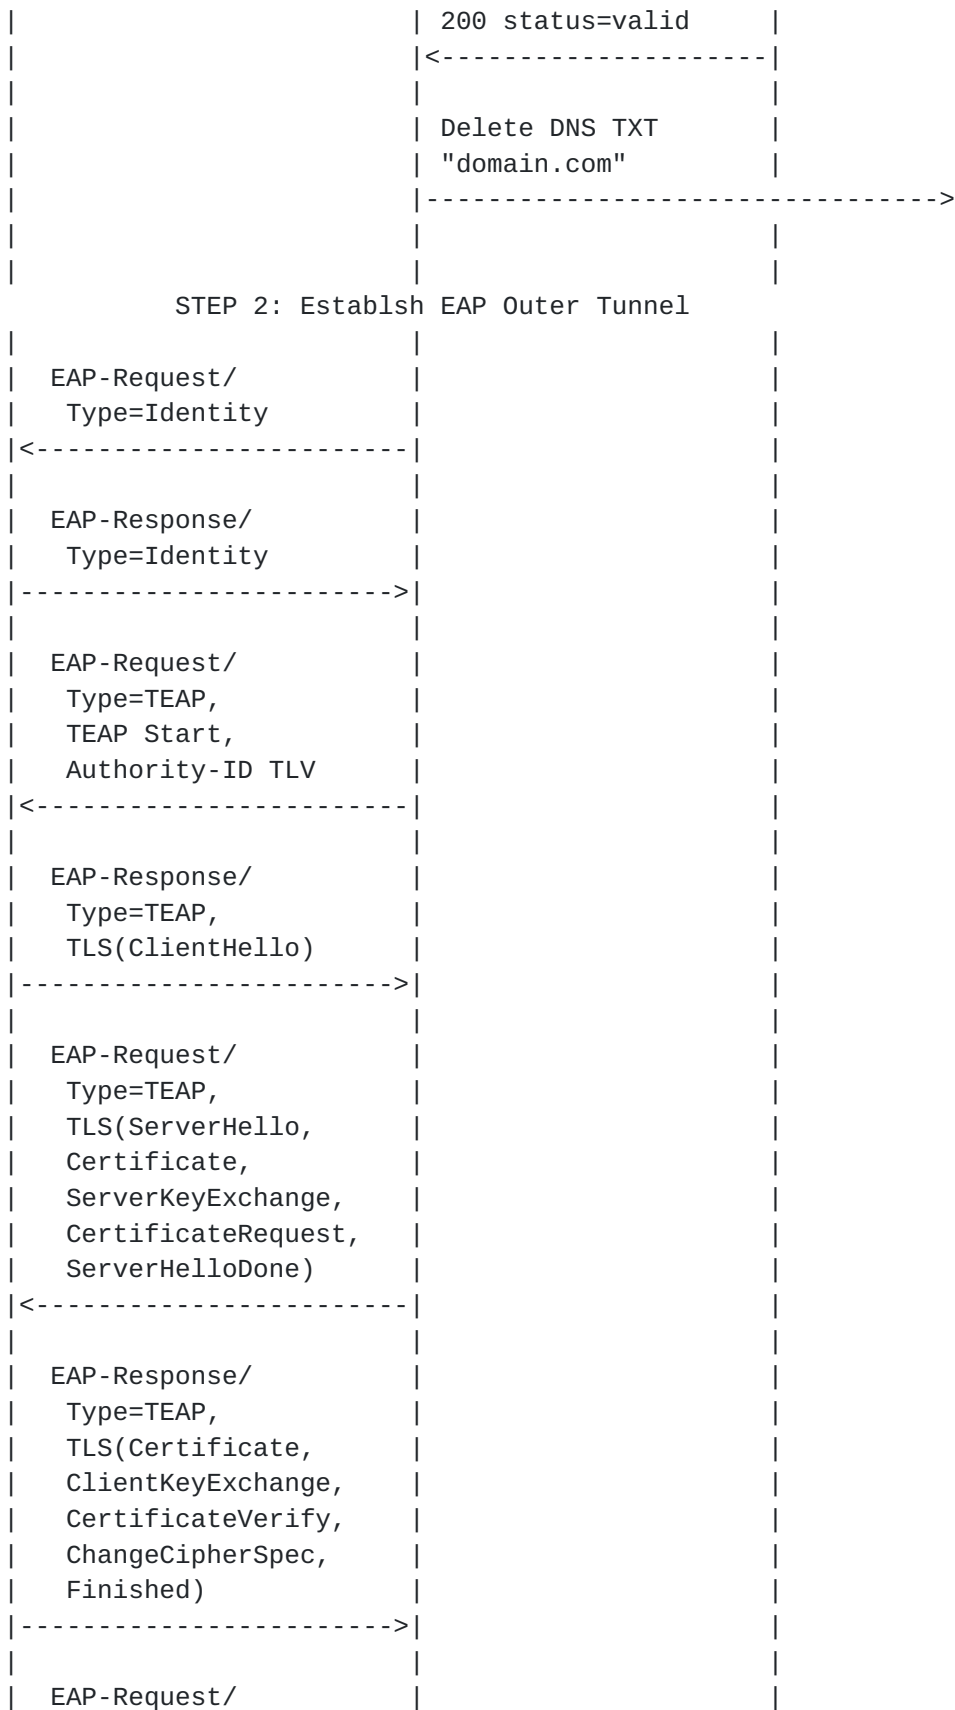 |                         | 200 status=valid     |
|                         |<---------------------|
|                         |                      |
|                         | Delete DNS TXT       |
|                         | "domain.com"         |
|                         |--------------------------------->
|                         |                      |
|                         |                      |
          STEP 2: Establsh EAP Outer Tunnel
|                         |                      |
|  EAP-Request/           |                      |
|   Type=Identity         |                      |
|<------------------------|                      |
|                         |                      |
|  EAP-Response/          |                      |
|   Type=Identity         |                      |
|------------------------>|                      |
|                         |                      |
|  EAP-Request/           |                      |
|   Type=TEAP,            |                      |
|   TEAP Start,           |                      |
|   Authority-ID TLV      |                      |
|<------------------------|                      |
|                         |                      |
|  EAP-Response/          |                      |
|   Type=TEAP,            |                      |
|   TLS(ClientHello)      |                      |
|------------------------>|                      |
|                         |                      |
|  EAP-Request/           |                      |
|   Type=TEAP,            |                      |
|   TLS(ServerHello,      |                      |
|   Certificate,          |                      |
|   ServerKeyExchange,    |                      |
|   CertificateRequest,   |                      |
|   ServerHelloDone)      |                      |
|<------------------------|                      |
|                         |                      |
|  EAP-Response/          |                      |
|   Type=TEAP,            |                      |
|   TLS(Certificate,      |                      |
|   ClientKeyExchange,    |                      |
|   CertificateVerify,    |                      |
|   ChangeCipherSpec,     |                      |
|   Finished)             |                      |
|------------------------>|                      |
|                         |                      |
|  EAP-Request/           |                      |